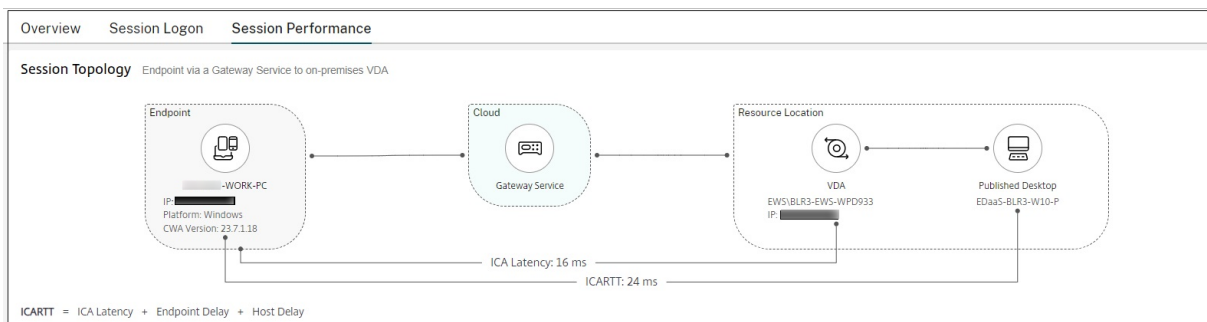 Overview Session Logon Session Performance
Session Topology Endpoint via a Gateway Service to on-premises VDA
Endpoint Cloud Resource Location
-WORK-PC Gateway Service VDA Published Desktop
IP: EWS\BLR3-EWS-WPD933 EDaaS-BLR3-W10-P
Platform: Windows IP:
CWA Version: 23.7.1.18
ICA Latency: 16 ms
ICARTT: 24 ms
ICARTT = ICA Latency + Endpoint Delay + Host Delay